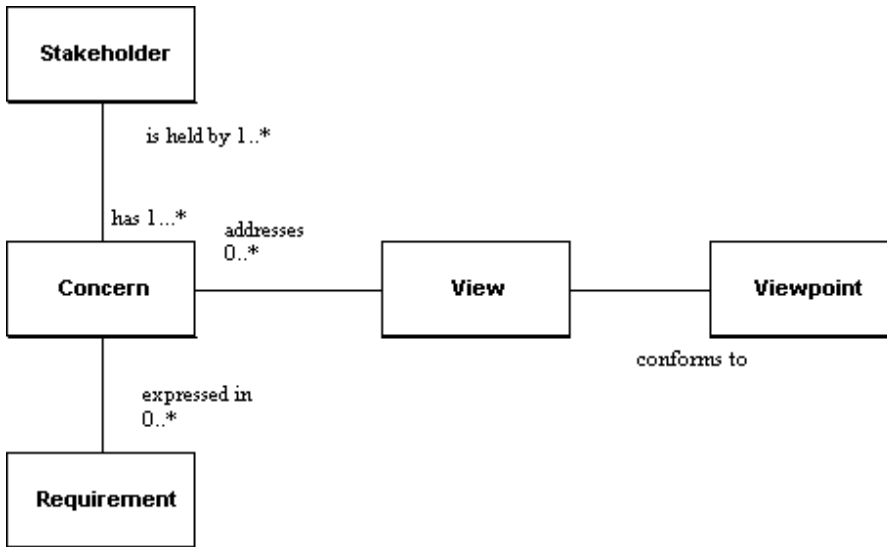 Stakeholder
is held by 1..*
has 1...*
addresses
0..*
Concern
View
Viewpoint
conforms to
expressed in
0..*
Requirement